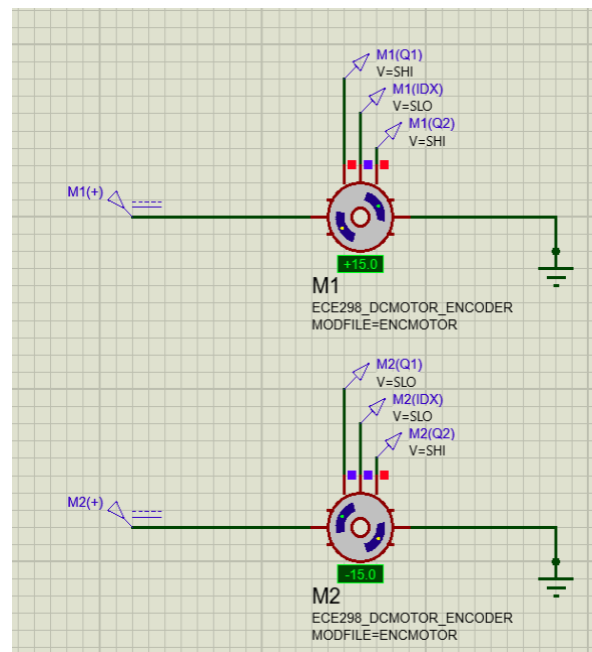 M1(Q1)
V=SHI
M1(IDX)
V=SLO
M1(Q2)
V=SHI
M1(+)
+15.0
M1
ECE298_DCMOTOR_ENCODER
MODFILE=ENCMOTOR
M2(Q1)
V=SLO
M2(IDX)
V=SLO
M2(Q2)
V=SHI
M2(+)
-15.0
M2
ECE298_DCMOTOR_ENCODER
MODFILE=ENCMOTOR